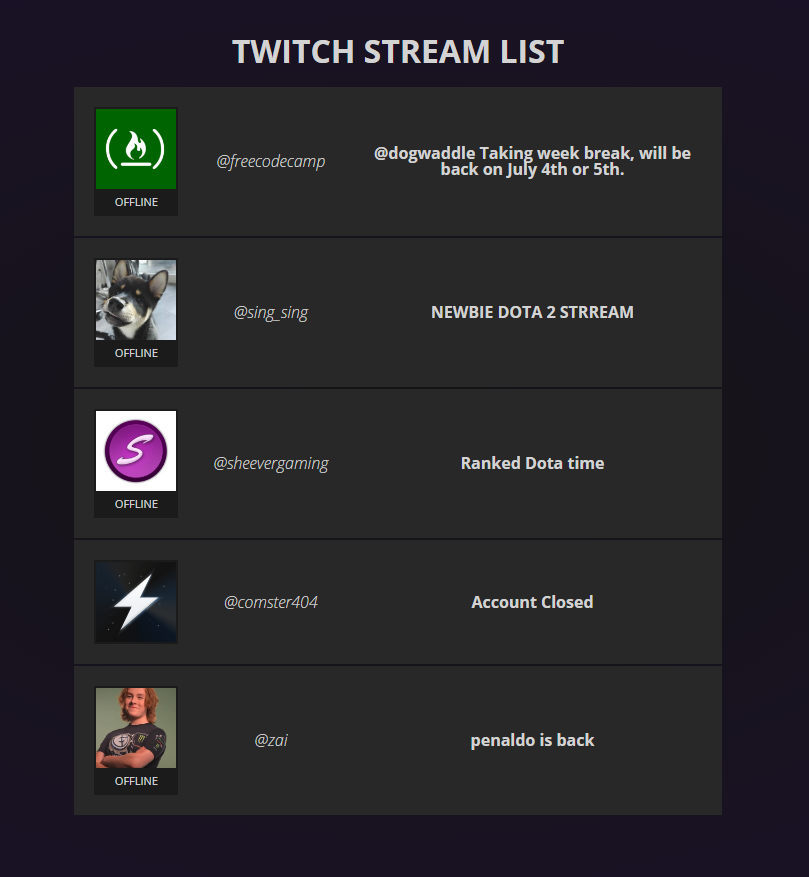 TWITCH STREAM LIST
@freecodecamp
@dogwaddle Taking week break, will be
back on July 4th or 5th.
OFFLINE
@sing_sing
NEWBIE DOTA 2 STRREAM
OFFLINE
S
@sheevergaming
Ranked Dota time
OFFLINE
@comster404
Account Closed
@zai
penaldo is back
OFFLINE